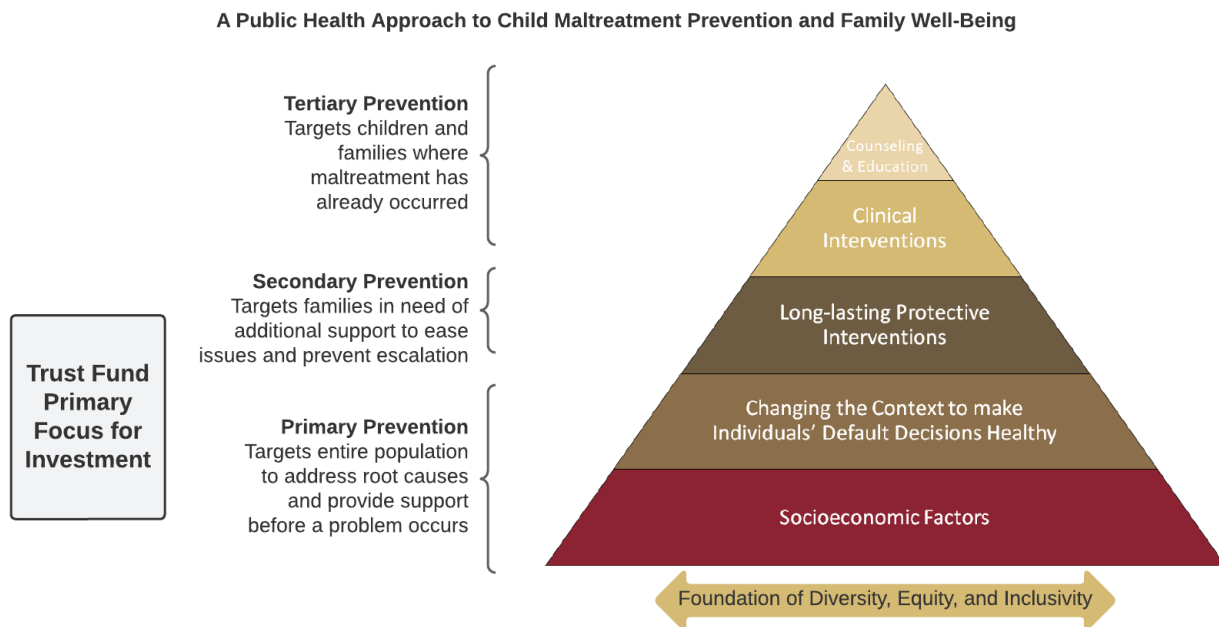 A Public Health Approach to Child Maltreatment Prevention and Family Well-Being
Tertiary Prevention
Targets children and
families where
maltreatment has
already occurred
Secondary Prevention
Targets families in need of
additional support to ease
issues and prevent escalation
Primary Prevention
Targets entire population
to address root causes
and provide support
before a problem occurs
Trust Fund
Primary
Focus for
Investment
Counseling
& Education
Clinical
Interventions
Long-lasting Protective
Interventions
Changing the Context to make
Individuals’ Default Decisions Healthy
Socioeconomic Factors
Foundation of Diversity, Equity, and Inclusivity